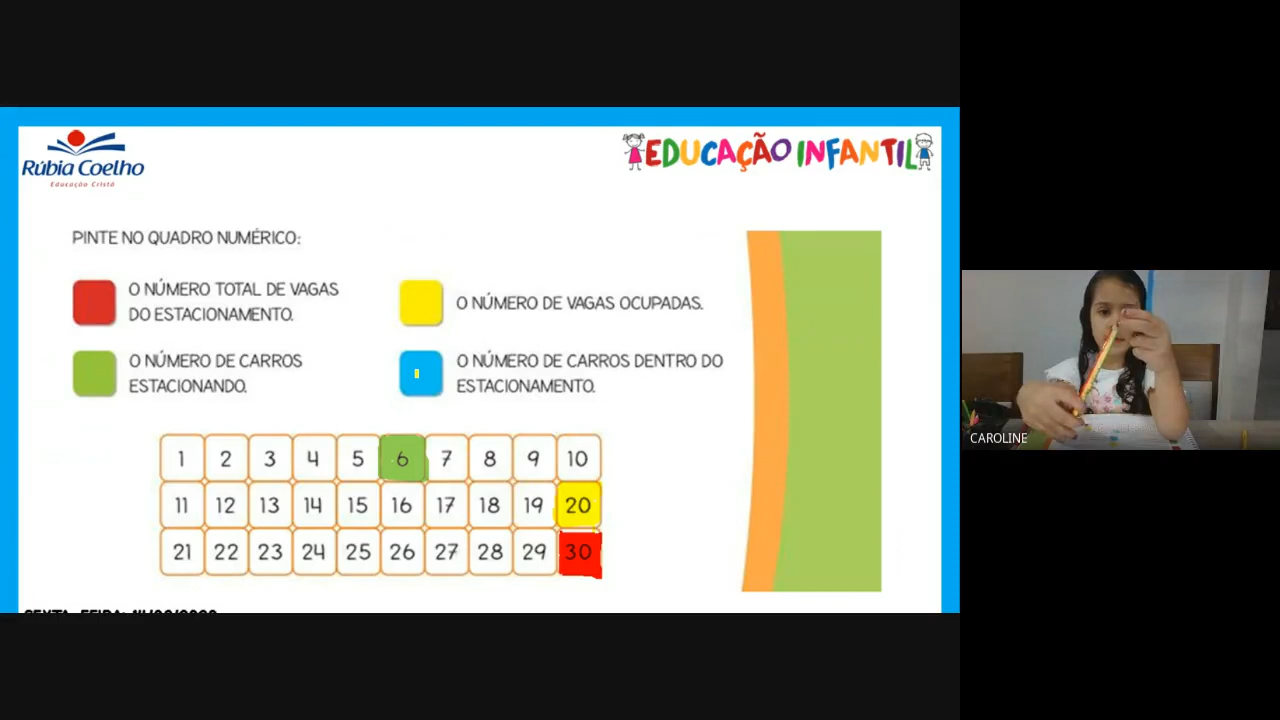 Rúbia Coelho
Educação Cristã
EDUCAÇÃO INFANTIL
PINTE NO QUADRO NUMÉRICO:
O NÚMERO TOTAL DE VAGAS
DO ESTACIONAMENTO.
O NÚMERO DE VAGAS OCUPADAS.
O NÚMERO DE CARROS
ESTACIONANDO.
O NÚMERO DE CARROS DENTRO DO
ESTACIONAMENTO.
1 2 3 4 5 6 7 8 9 10
11 12 13 14 15 16 17 18 19 20
21 22 23 24 25 26 27 28 29 30
CAROLINE